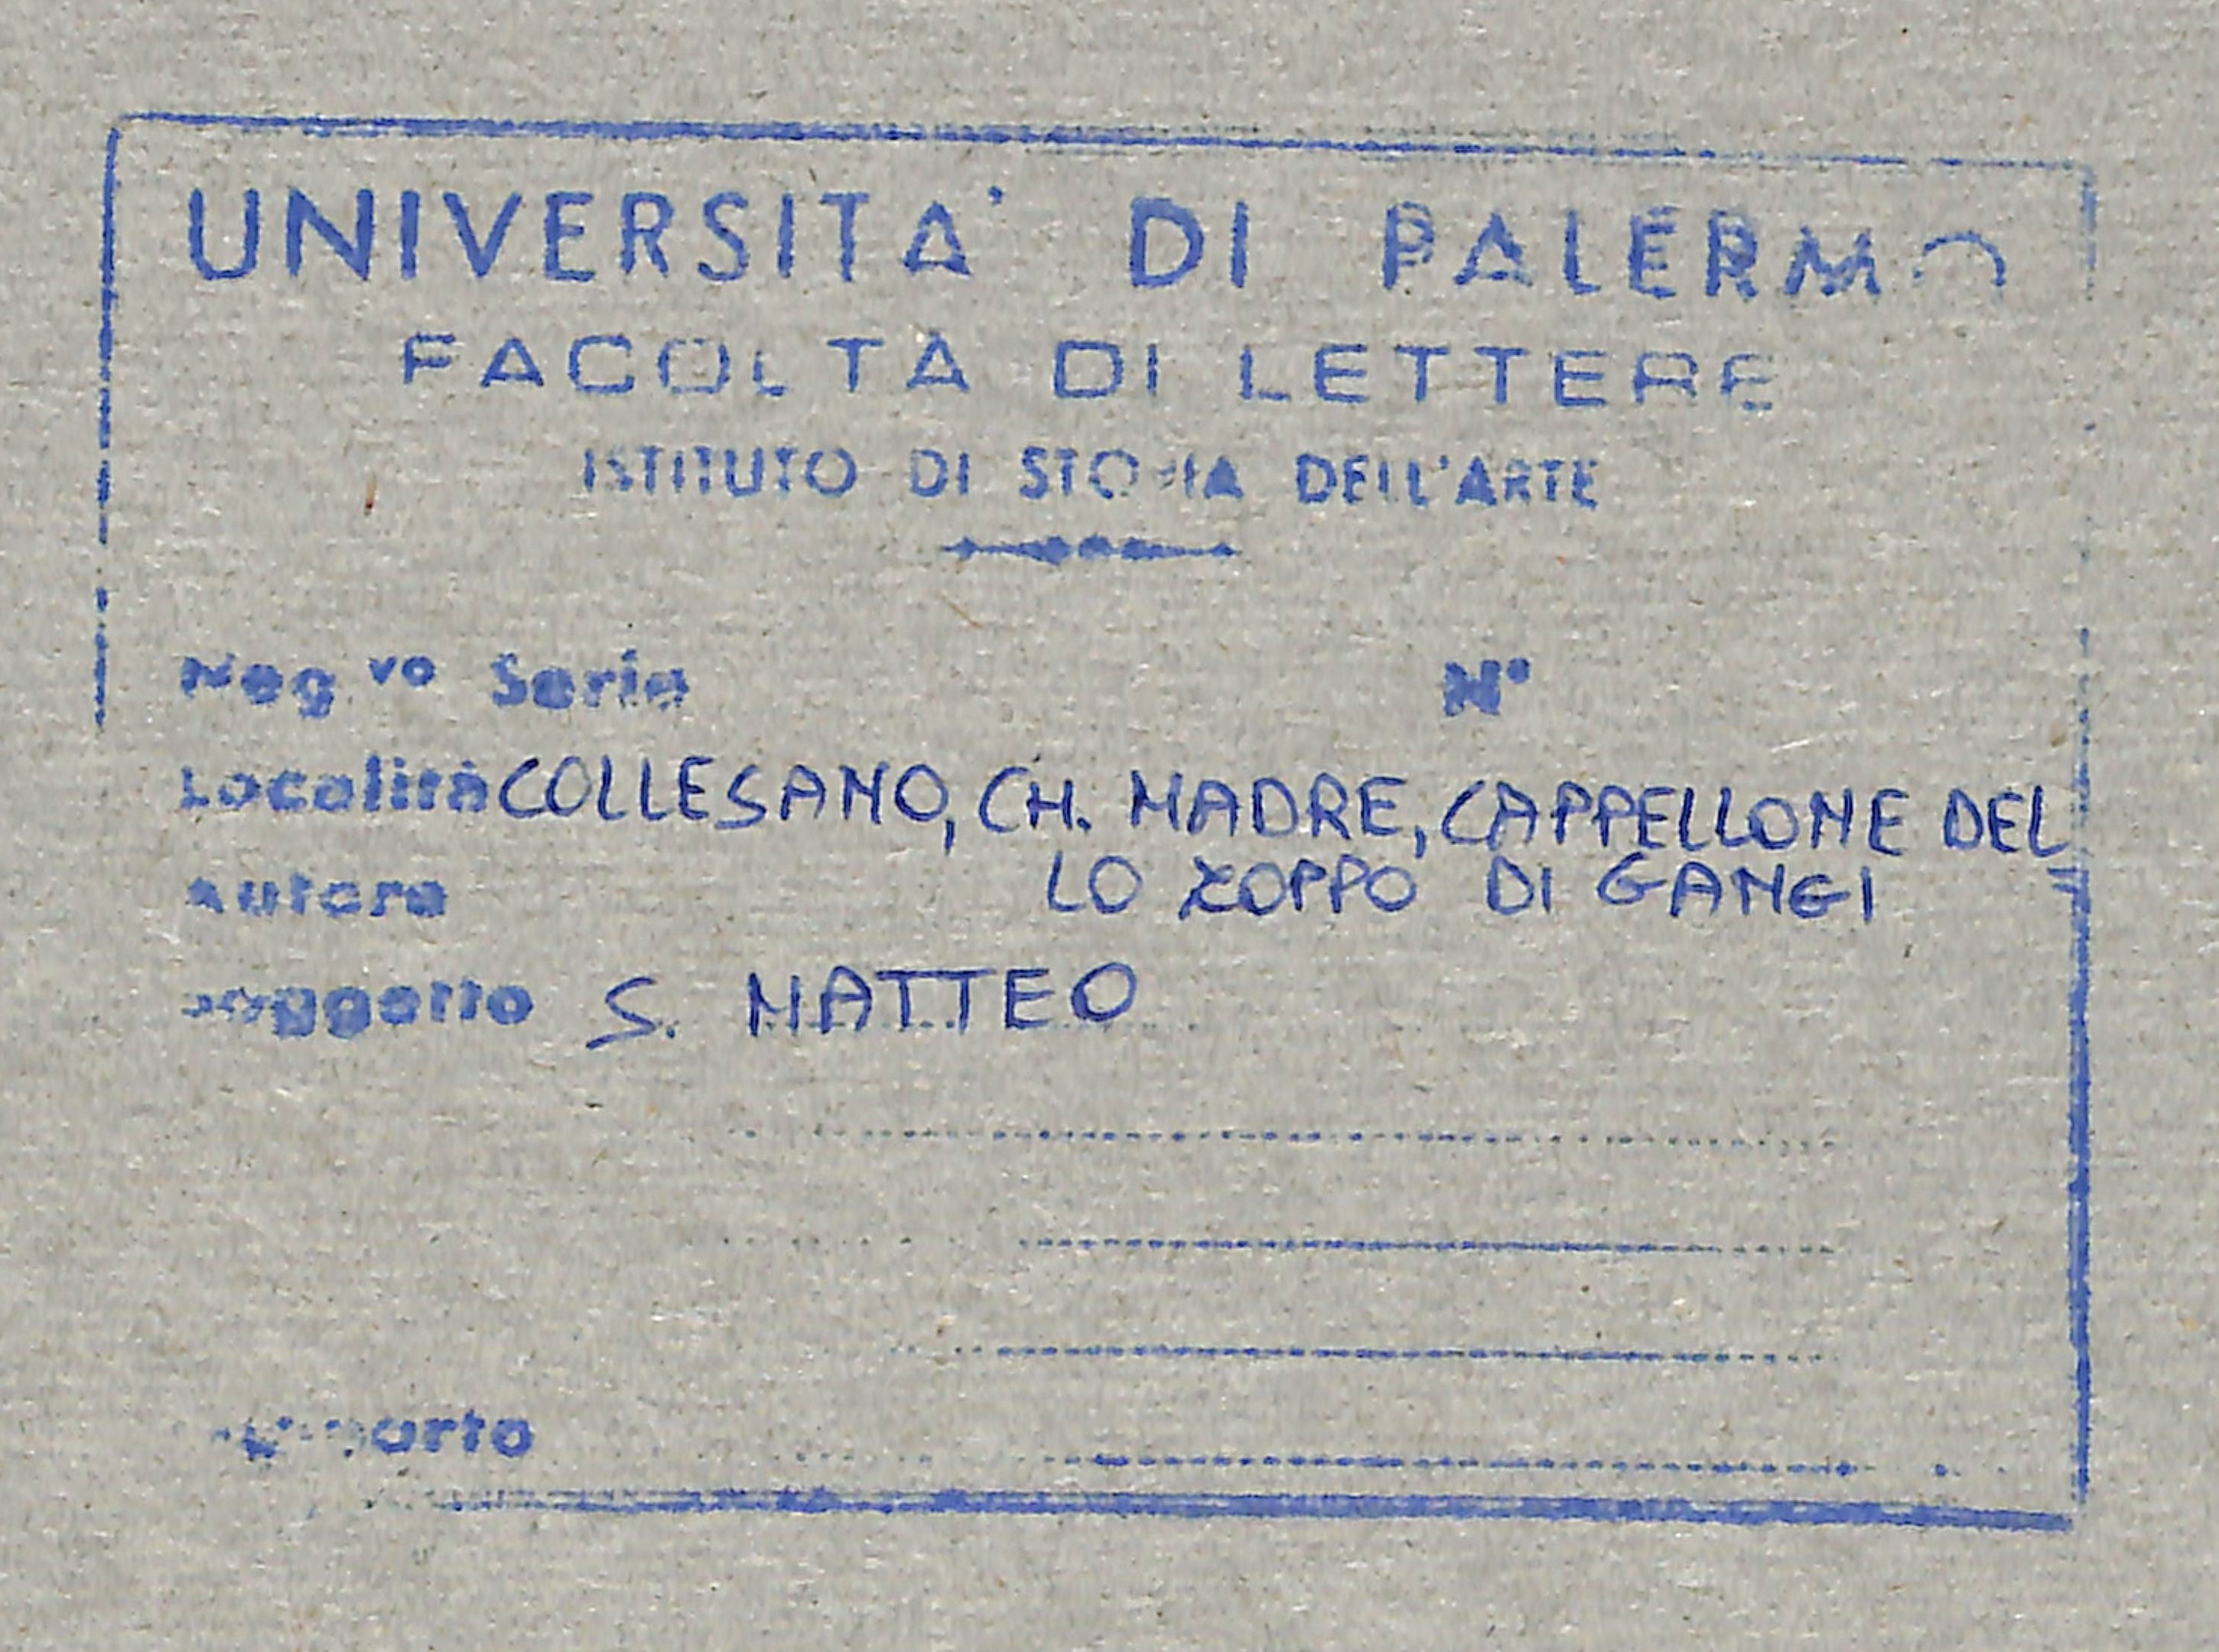 UNIVERSITA' DI PALERMO
FACOLTA DI LETTERE
ISTITUTO DI STORIA DELL'ARTE
Neg.vo Serie N°
Località COLLESANO, CH. MADRE, CAPPELLONE DEL
LO ZOPPO DI GANGI
Autore
Soggetto S. MATTEO